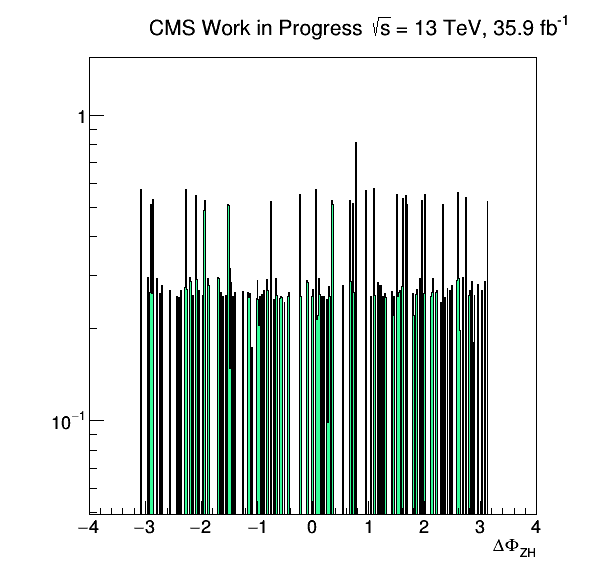 CMS Work in Progress √s = 13 TeV, 35.9 fb⁻¹
1
10⁻¹
−4 −3 −2 −1 0 1 2 3 4
ΔΦ_ZH